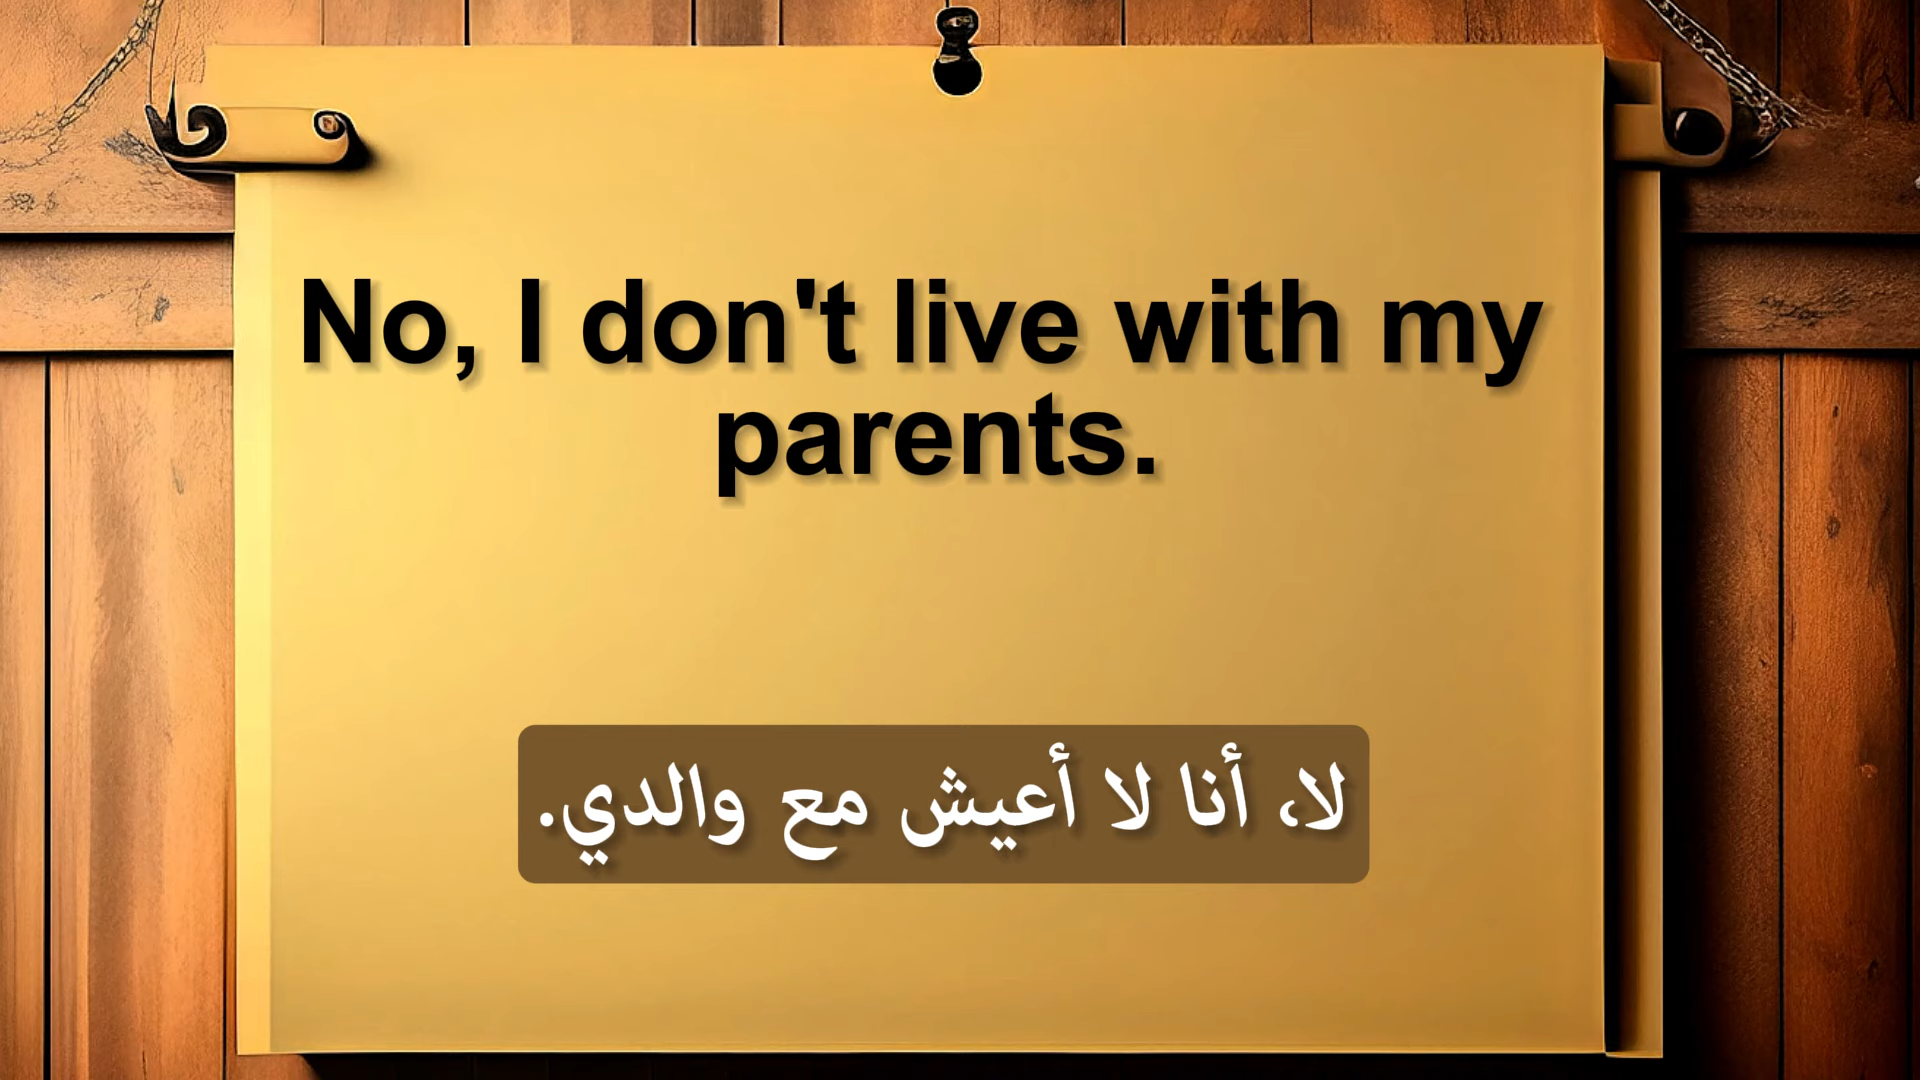 No, I don't live with my
parents.
لا، أنا لا أعيش مع والدي.